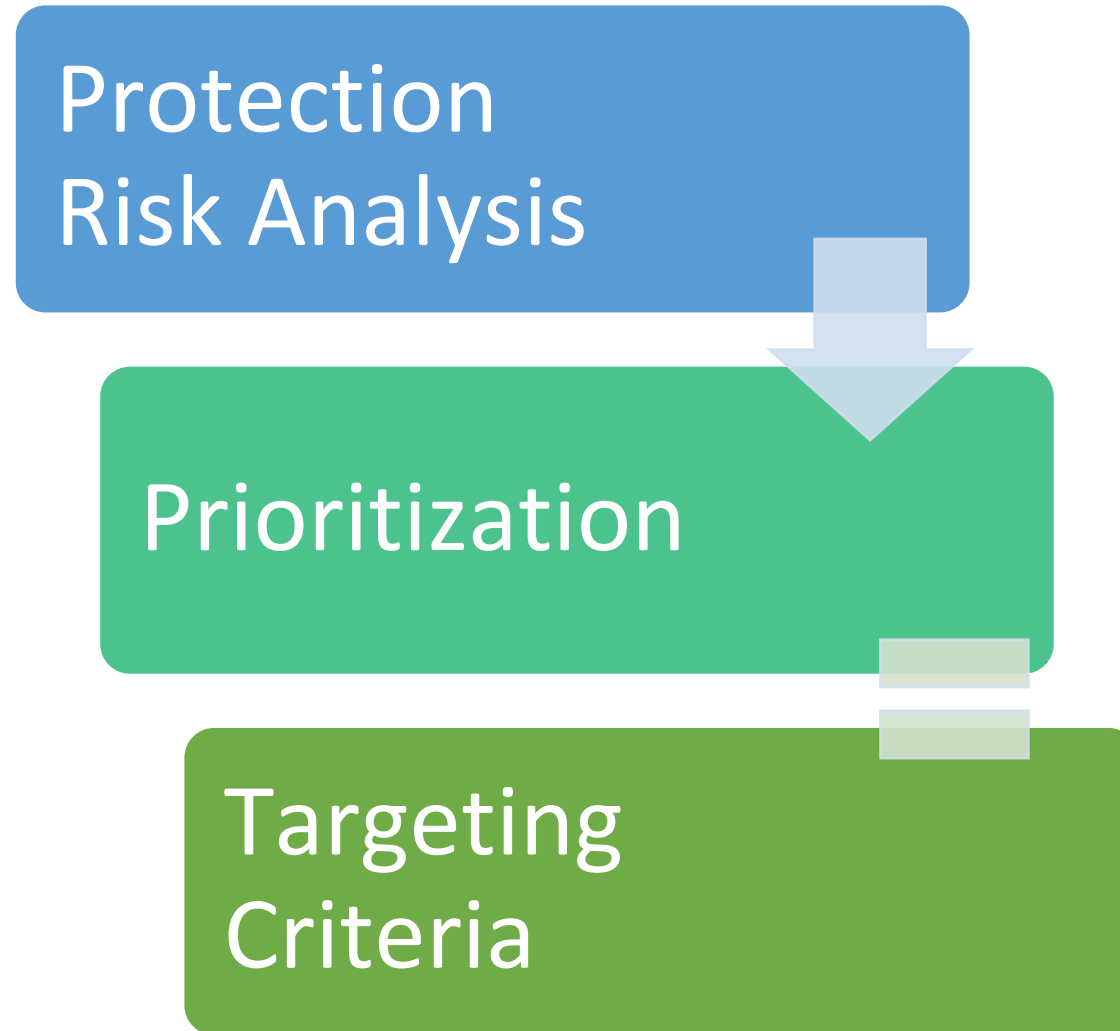 Protection
Risk Analysis
Prioritization
Targeting
Criteria